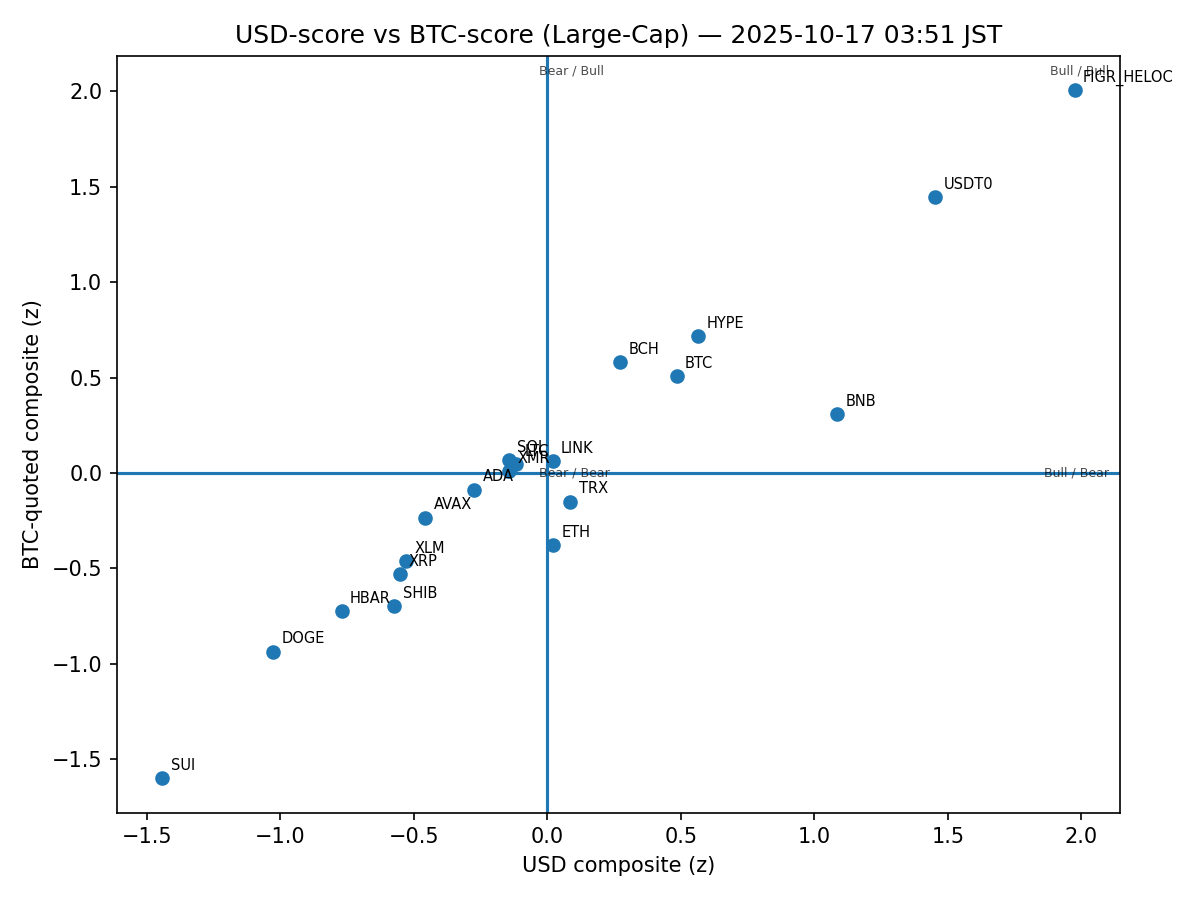 USD-score vs BTC-score (Large-Cap) — 2025-10-17 03:51 JST
Bear / Bull
Bull / Bull
FIGR_HELOC
2.0
USDT0
1.5
1.0
HYPE
BCH
BTC
0.5
BNB
SOL
LTC
LINK
XMR
0.0
ADA
Bear / Bear
Bull / Bear
TRX
AVAX
ETH
−0.5
XLM
XRP
SHIB
HBAR
DOGE
−1.0
−1.5
SUI
BTC-quoted composite (z)
−1.5
−1.0
−0.5
0.0
0.5
1.0
1.5
2.0
USD composite (z)